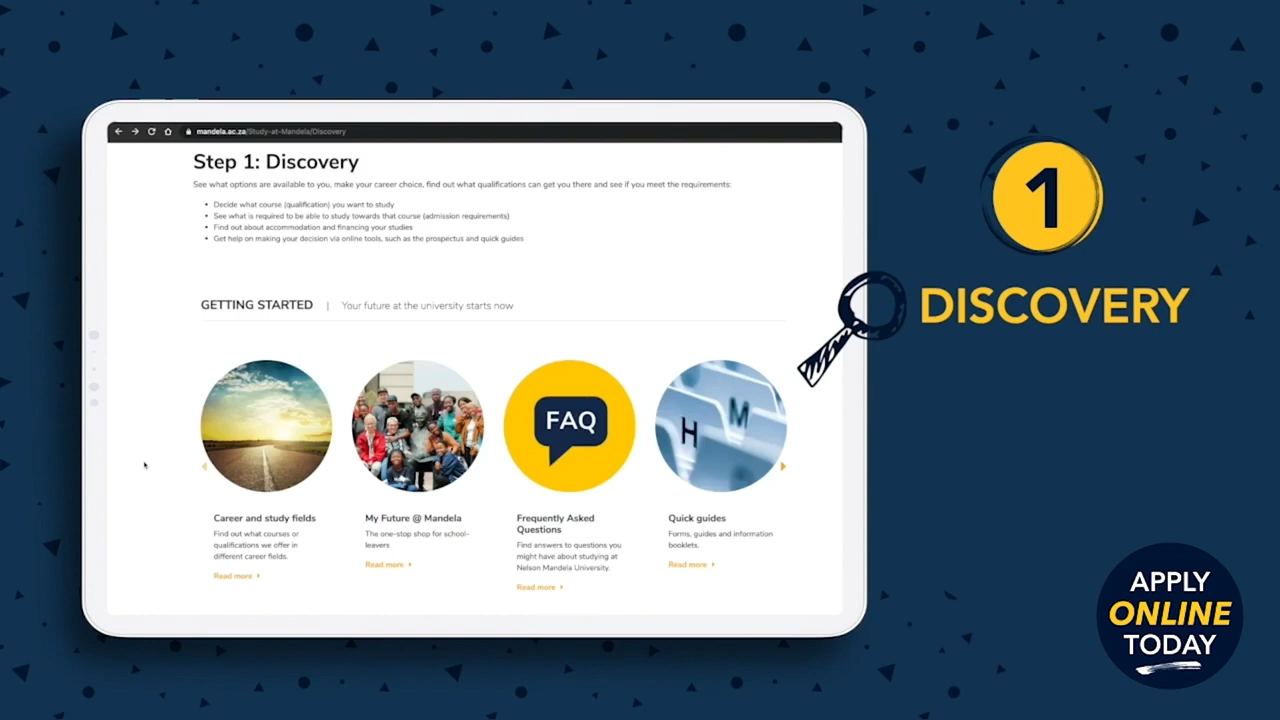 mandela.ac.za/Study-at-Mandela/Discovery
Step 1: Discovery
See what options are available to you, make your career choice, find out what qualifications can get you there and see if you meet the requirements:
• Decide what course (qualification) you want to study
• See what is required to be able to study towards that course (admission requirements)
• Find out about accommodation and financing your studies
• Get help on making your decision via online tools, such as the prospectus and quick guides
GETTING STARTED | Your future at the university starts now
FAQ
H M
Career and study fields
Find out what courses or
qualifications we offer in
different career fields.
Read more
My Future @ Mandela
The one-stop shop for school-
leavers
Read more
Frequently Asked
Questions
Find answers to questions you
might have about studying at
Nelson Mandela University.
Read more
Quick guides
Forms, guides and information
booklets.
Read more
1
DISCOVERY
APPLY
ONLINE
TODAY